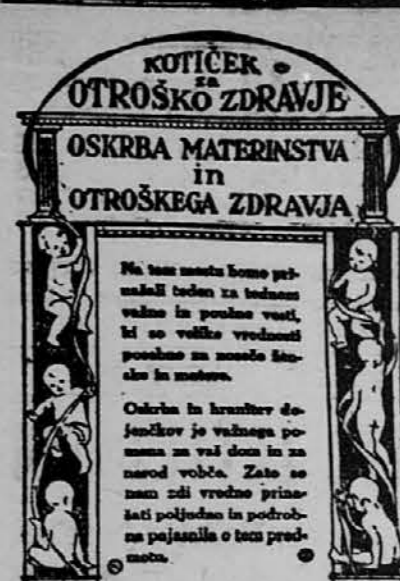 KOTIČEK
za
OTROŠKO ZDRAVJE
OSKRBA MATERINSTVA
in
OTROŠKEGA ZDRAVJA
Na tem mestu bomo pri-
našali teden za tednom
važne in poučne vesti,
ki so velike vrednosti
posebno za noseče žen-
ske in matere.
Oskrba in hranitev do-
jenčkov je važnega po-
mena za vaš dom in za
narod vobče. Zato se
nam zdi vredno prina-
šati poljudna in podrob-
na pojasnila o tem pred-
metu.